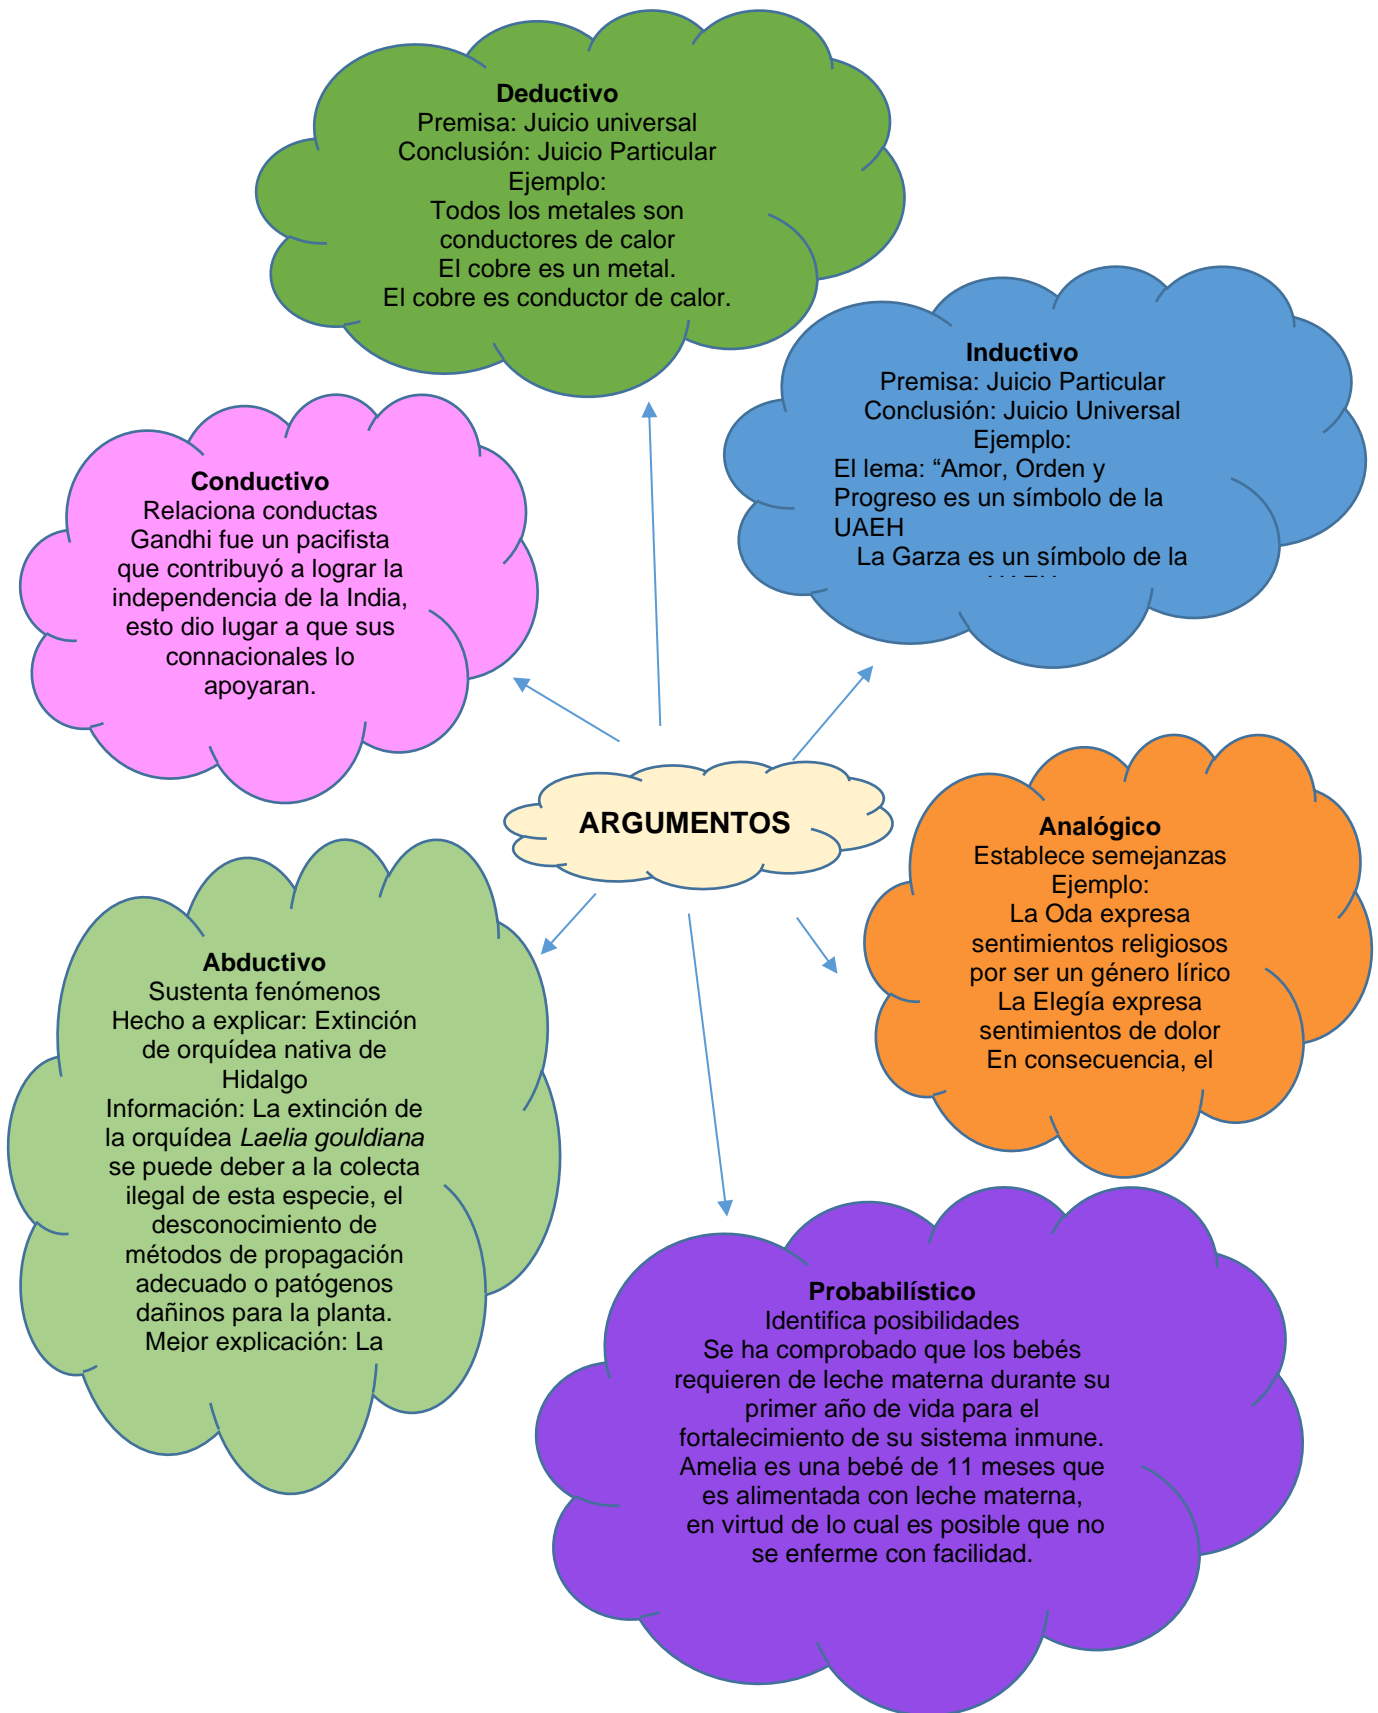 Deductivo
Premisa: Juicio universal
Conclusión: Juicio Particular
Ejemplo:
Todos los metales son
conductores de calor
El cobre es un metal.
El cobre es conductor de calor.
Inductivo
Premisa: Juicio Particular
Conclusión: Juicio Universal
Ejemplo:
El lema: “Amor, Orden y
Progreso es un símbolo de la
UAEH
La Garza es un símbolo de la
Conductivo
Relaciona conductas
Gandhi fue un pacifista
que contribuyó a lograr la
independencia de la India,
esto dio lugar a que sus
connacionales lo
apoyaran.
ARGUMENTOS
Analógico
Establece semejanzas
Ejemplo:
La Oda expresa
sentimientos religiosos
por ser un género lírico
La Elegía expresa
sentimientos de dolor
En consecuencia, el
Abductivo
Sustenta fenómenos
Hecho a explicar: Extinción
de orquídea nativa de
Hidalgo
Información: La extinción de
la orquídea Laelia gouldiana
se puede deber a la colecta
ilegal de esta especie, el
desconocimiento de
métodos de propagación
adecuado o patógenos
dañinos para la planta.
Mejor explicación: La
Probabilístico
Identifica posibilidades
Se ha comprobado que los bebés
requieren de leche materna durante su
primer año de vida para el
fortalecimiento de su sistema inmune.
Amelia es una bebé de 11 meses que
es alimentada con leche materna,
en virtud de lo cual es posible que no
se enferme con facilidad.